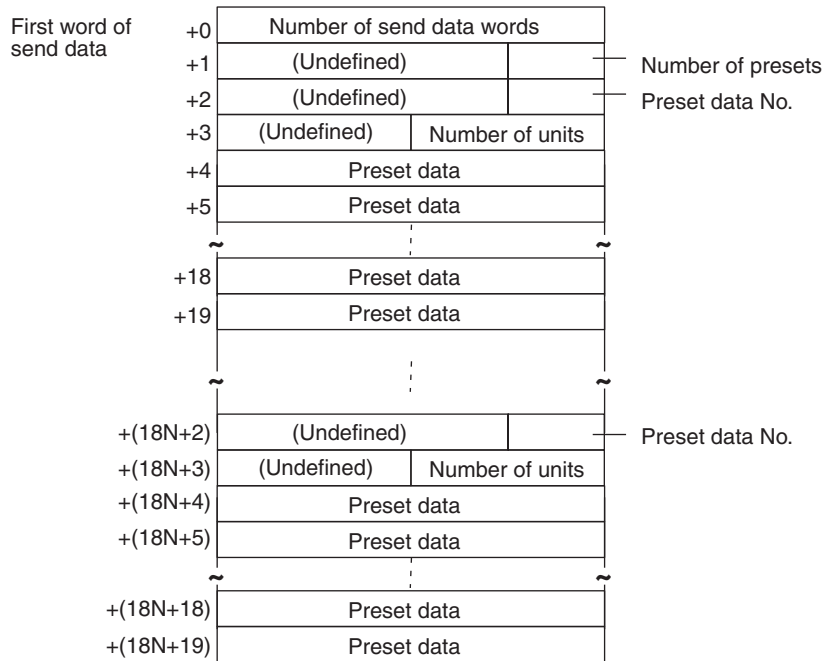 First word of
send data
+0 Number of send data words
+1 (Undefined) Number of presets
+2 (Undefined) Preset data No.
+3 (Undefined) Number of units
+4 Preset data
+5 Preset data
~ ~
+18 Preset data
+19 Preset data
~ ~
+(18N+2) (Undefined) Preset data No.
+(18N+3) (Undefined) Number of units
+(18N+4) Preset data
+(18N+5) Preset data
~ ~
+(18N+18) Preset data
+(18N+19) Preset data